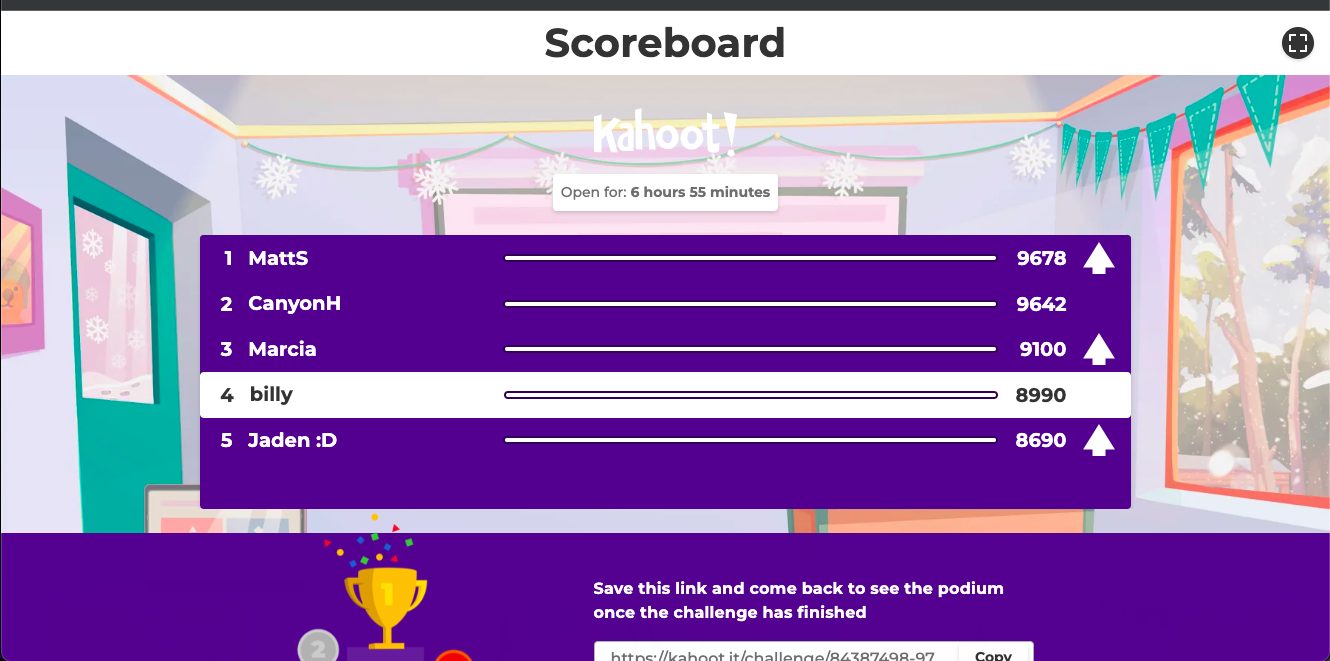 Scoreboard
Kahoot!
Open for: 6 hours 55 minutes
1 MattS 9678
2 CanyonH 9642
3 Marcia 9100
4 billy 8990
5 Jaden :D 8690
1
2
Save this link and come back to see the podium
once the challenge has finished
https://kahoot.it/challenge/84387498-97 Copy